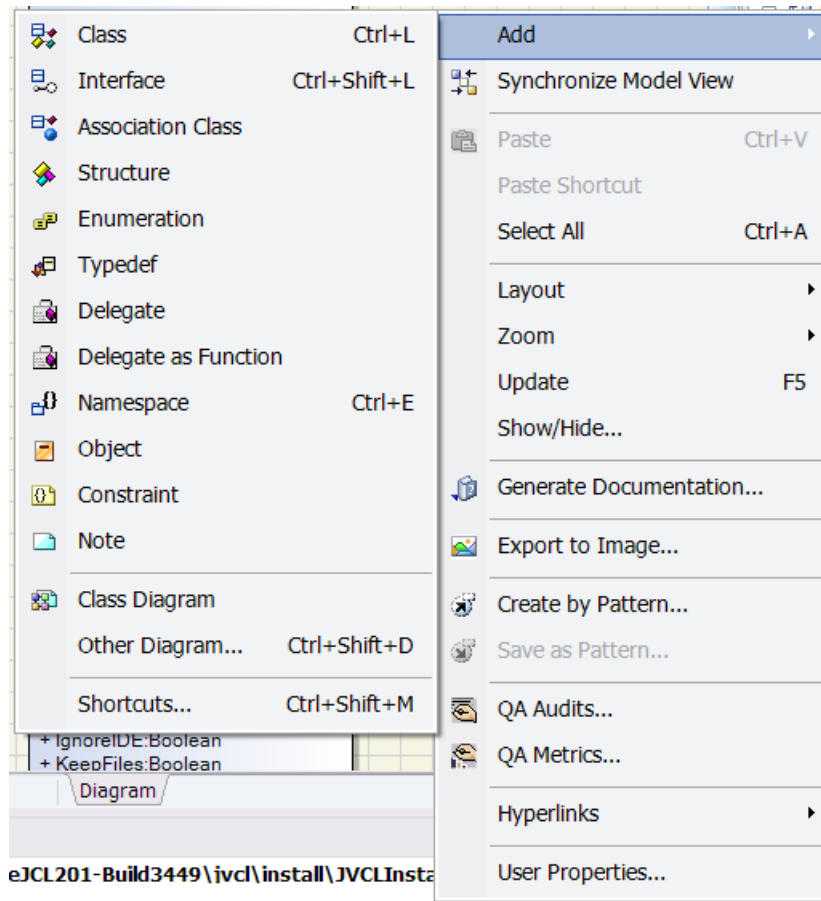 Class Ctrl+L
Interface Ctrl+Shift+L
Association Class
Structure
Enumeration
Typedef
Delegate
Delegate as Function
Namespace Ctrl+E
Object
Constraint
Note
Class Diagram
Other Diagram... Ctrl+Shift+D
Shortcuts... Ctrl+Shift+M
Add
Synchronize Model View
Paste Ctrl+V
Paste Shortcut
Select All Ctrl+A
Layout
Zoom
Update F5
Show/Hide...
Generate Documentation...
Export to Image...
Create by Pattern...
Save as Pattern...
QA Audits...
QA Metrics...
Hyperlinks
User Properties...
+ IgnoreIDE:Boolean
+ KeepFiles:Boolean
Diagram
eJCL201-Build3449\jvcl\install\JVCLInsta